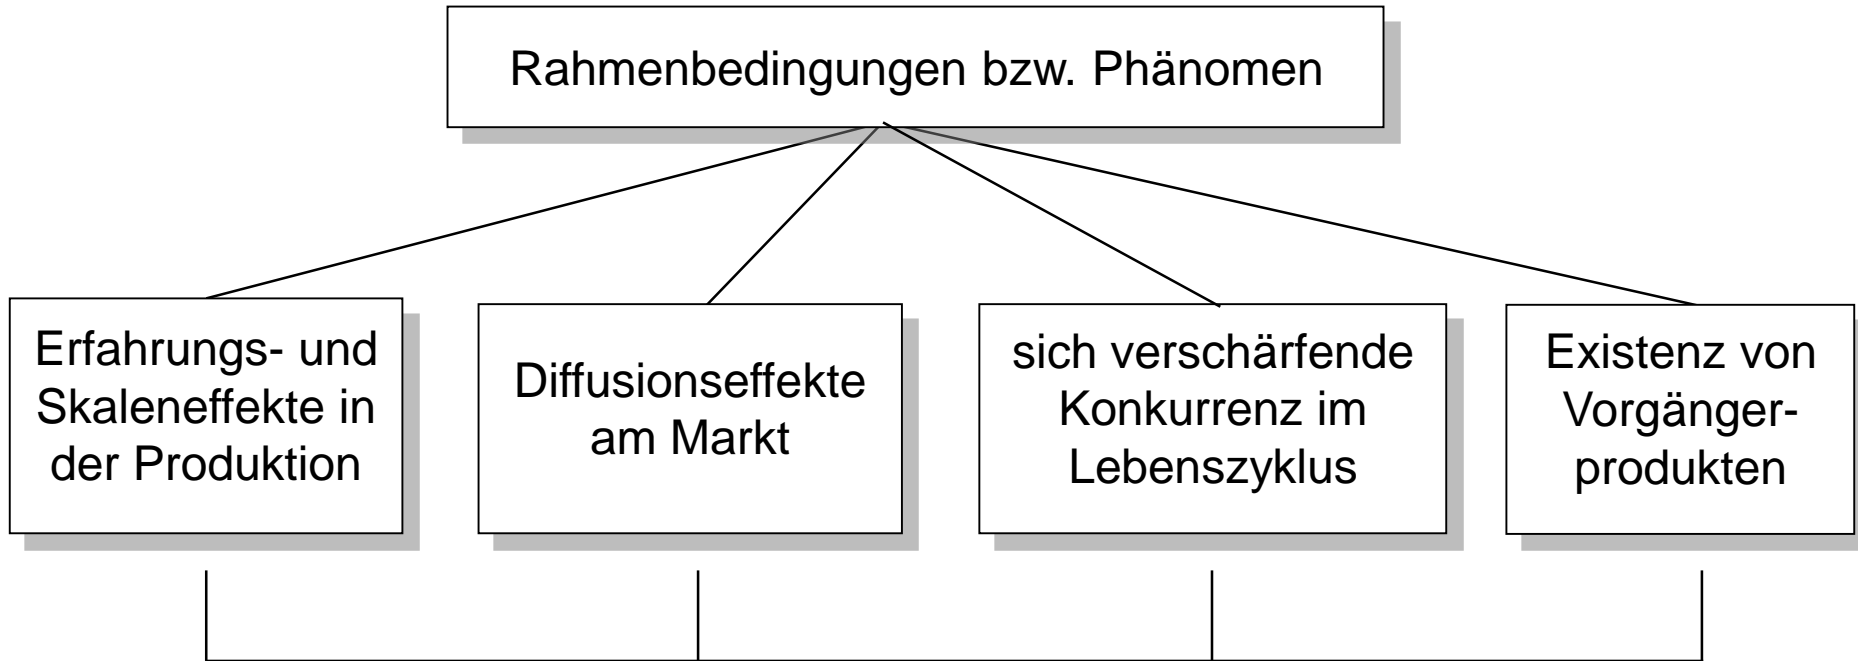 Rahmenbedingungen bzw. Phänomen
Erfahrungs- und
Skaleneffekte in
der Produktion
Diffusionseffekte
am Markt
sich verschärfende
Konkurrenz im
Lebenszyklus
Existenz von
Vorgänger-
produkten